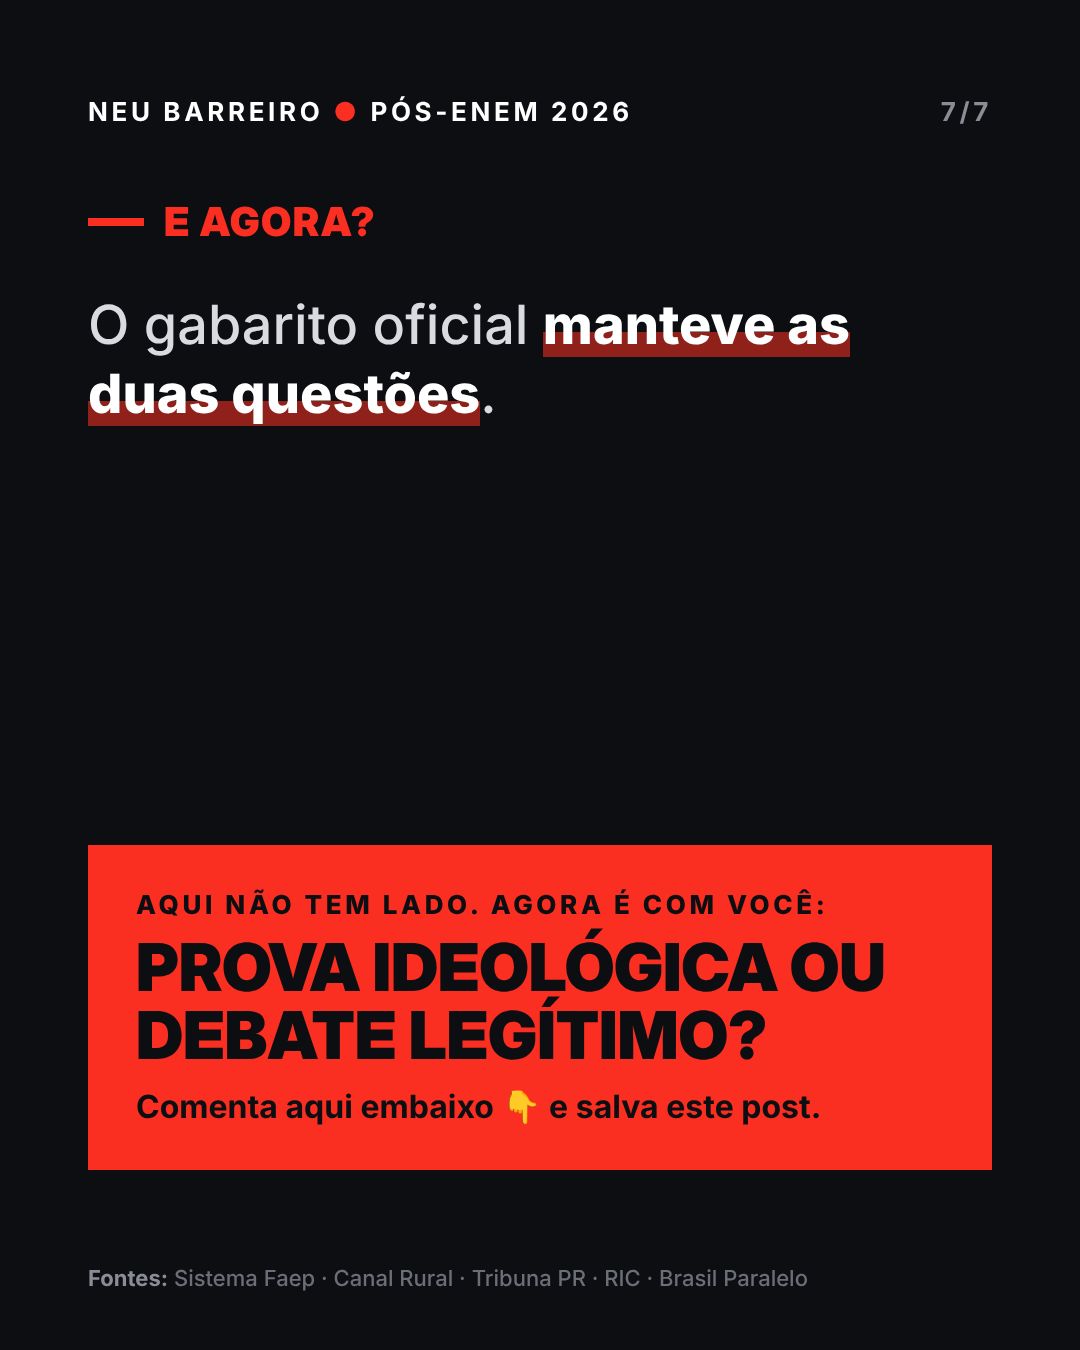 NEU BARREIRO ● PÓS-ENEM 2026
7/7
E AGORA?
O gabarito oficial manteve as
duas questões.
AQUI NÃO TEM LADO. AGORA É COM VOCÊ:
PROVA IDEOLÓGICA OU
DEBATE LEGÍTIMO?
Comenta aqui embaixo 👇 e salva este post.
Fontes: Sistema Faep · Canal Rural · Tribuna PR · RIC · Brasil Paralelo